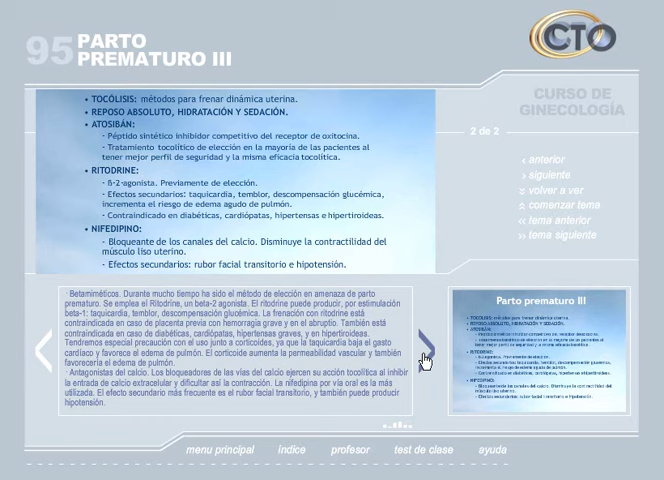 95 PARTO
PREMATURO III
CTO
CURSO DE
GINECOLOGÍA
2 de 2
‹ anterior
› siguiente
volver a ver
comenzar tema
‹‹ tema anterior
›› tema siguiente
• TOCÓLISIS: métodos para frenar dinámica uterina.
• REPOSO ABSOLUTO, HIDRATACIÓN Y SEDACIÓN.
• ATOSIBÁN:
- Péptido sintético inhibidor competitivo del receptor de oxitocina.
- Tratamiento tocolítico de elección en la mayoría de las pacientes al
tener mejor perfil de seguridad y la misma eficacia tocolítica.
• RITODRINE:
- ß-2-agonista. Previamente de elección.
- Efectos secundarios: taquicardia, temblor, descompensación glucémica,
incrementa el riesgo de edema agudo de pulmón.
- Contraindicado en diabéticas, cardiópatas, hipertensas e hipertiroideas.
• NIFEDIPINO:
- Bloqueante de los canales del calcio. Disminuye la contractilidad del
músculo liso uterino.
- Efectos secundarios: rubor facial transitorio e hipotensión.
Betamiméticos. Durante mucho tiempo ha sido el método de elección en amenaza de parto
prematuro. Se emplea el Ritodrine, un beta-2 agonista. El ritodrine puede producir, por estimulación
beta-1: taquicardia, temblor, descompensación glucémica. La frenación con ritodrine está
contraindicada en caso de placenta previa con hemorragia grave y en el abruptio. También está
contraindicada en caso de diabéticas, cardiópatas, hipertensas graves, y en hipertiroideas.
Tendremos especial precaución con el uso junto a corticoides, ya que la taquicardia baja el gasto
cardíaco y favorece el edema de pulmón. El corticoide aumenta la permeabilidad vascular y también
favorecería el edema de pulmón.
· Antagonistas del calcio. Los bloqueadores de las vías del calcio ejercen su acción tocolítica al inhibir
la entrada de calcio extracelular y dificultar así la contracción. La nifedipina por vía oral es la más
utilizada. El efecto secundario más frecuente es el rubor facial transitorio, y también puede producir
hipotensión.
Parto prematuro III
menu principal índice profesor test de clase ayuda